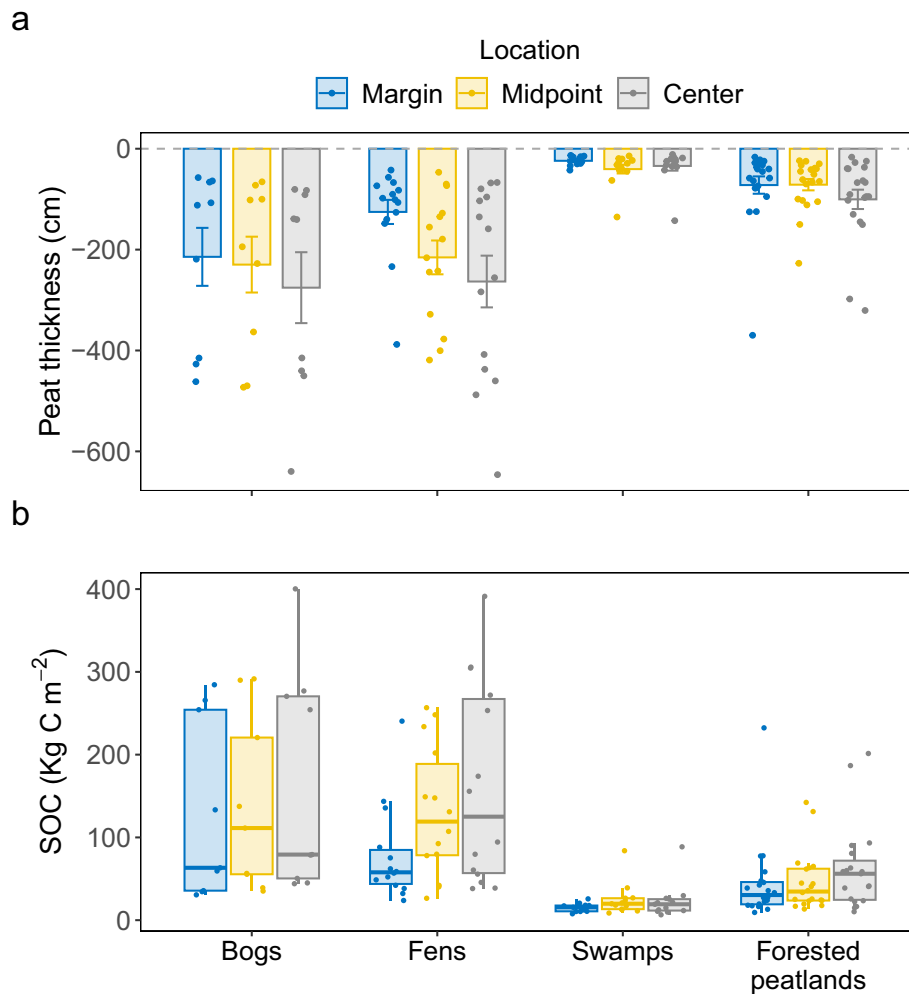 a
Location
Margin Midpoint Center
Peat thickness (cm)
0
−200
−400
−600
b
SOC (Kg C m⁻²)
400
300
200
100
0
Bogs Fens Swamps Forested
peatlands